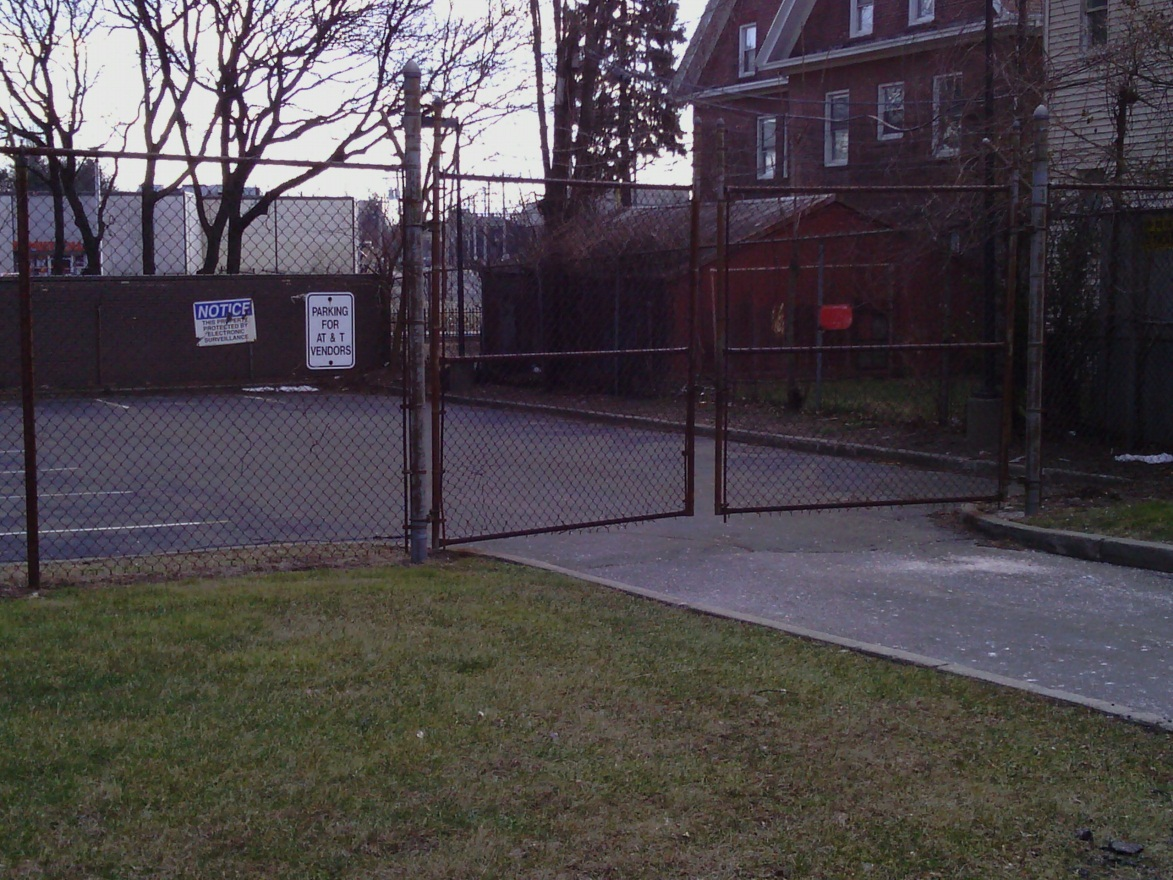 NOTICE
THIS PROPERTY
PROTECTED BY
ELECTRONIC
SURVEILLANCE
PARKING
FOR
AT & T
VENDORS